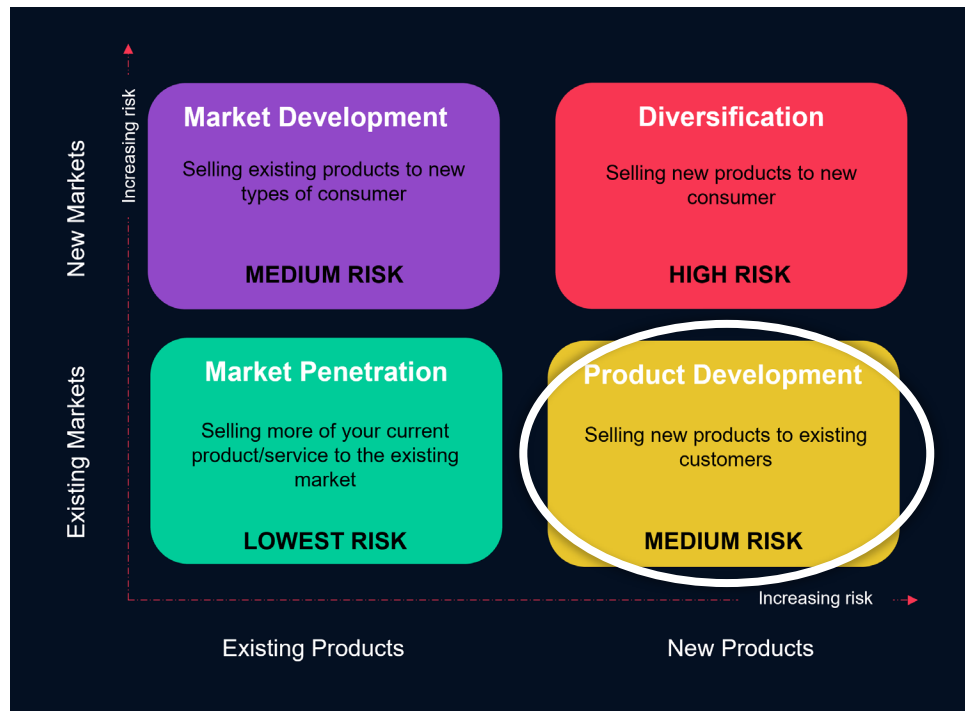 Increasing risk
New Markets
Market Development
Selling existing products to new
types of consumer
MEDIUM RISK
Diversification
Selling new products to new
consumer
HIGH RISK
Existing Markets
Market Penetration
Selling more of your current
product/service to the existing
market
LOWEST RISK
Product Development
Selling new products to existing
customers
MEDIUM RISK
Increasing risk
Existing Products
New Products